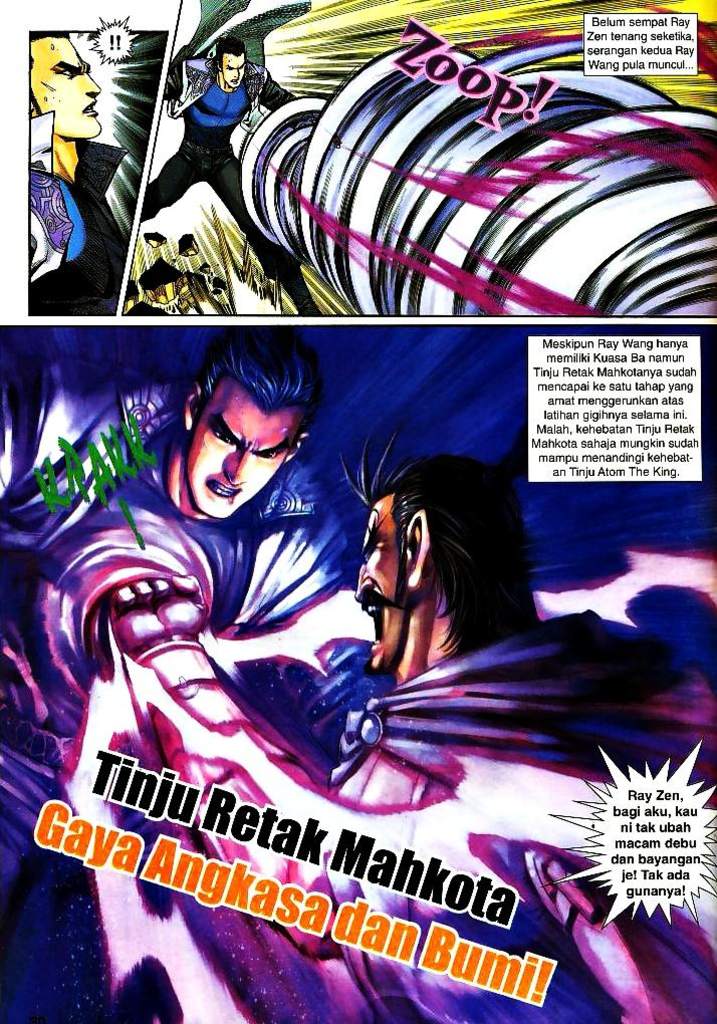 !!
Zoop!
Belum sempat Ray
Zen tenang seketika,
serangan kedua Ray
Wang pula muncul...
Meskipun Ray Wang hanya
memiliki Kuasa Ba namun
Tinju Retak Mahkotanya sudah
mencapai ke satu tahap yang
amat menggerunkan atas
latihan gigihnya selama ini.
Malah, kehebatan Tinju Retak
Mahkota sahaja mungkin sudah
mampu menandingi kehebat-
an Tinju Atom The King.
KRAKK
!
Tinju Retak Mahkota
Gaya Angkasa dan Bumi!
Ray Zen,
bagi aku, kau
ni tak ubah
macam debu
dan bayangan
je! Tak ada
gunanya!